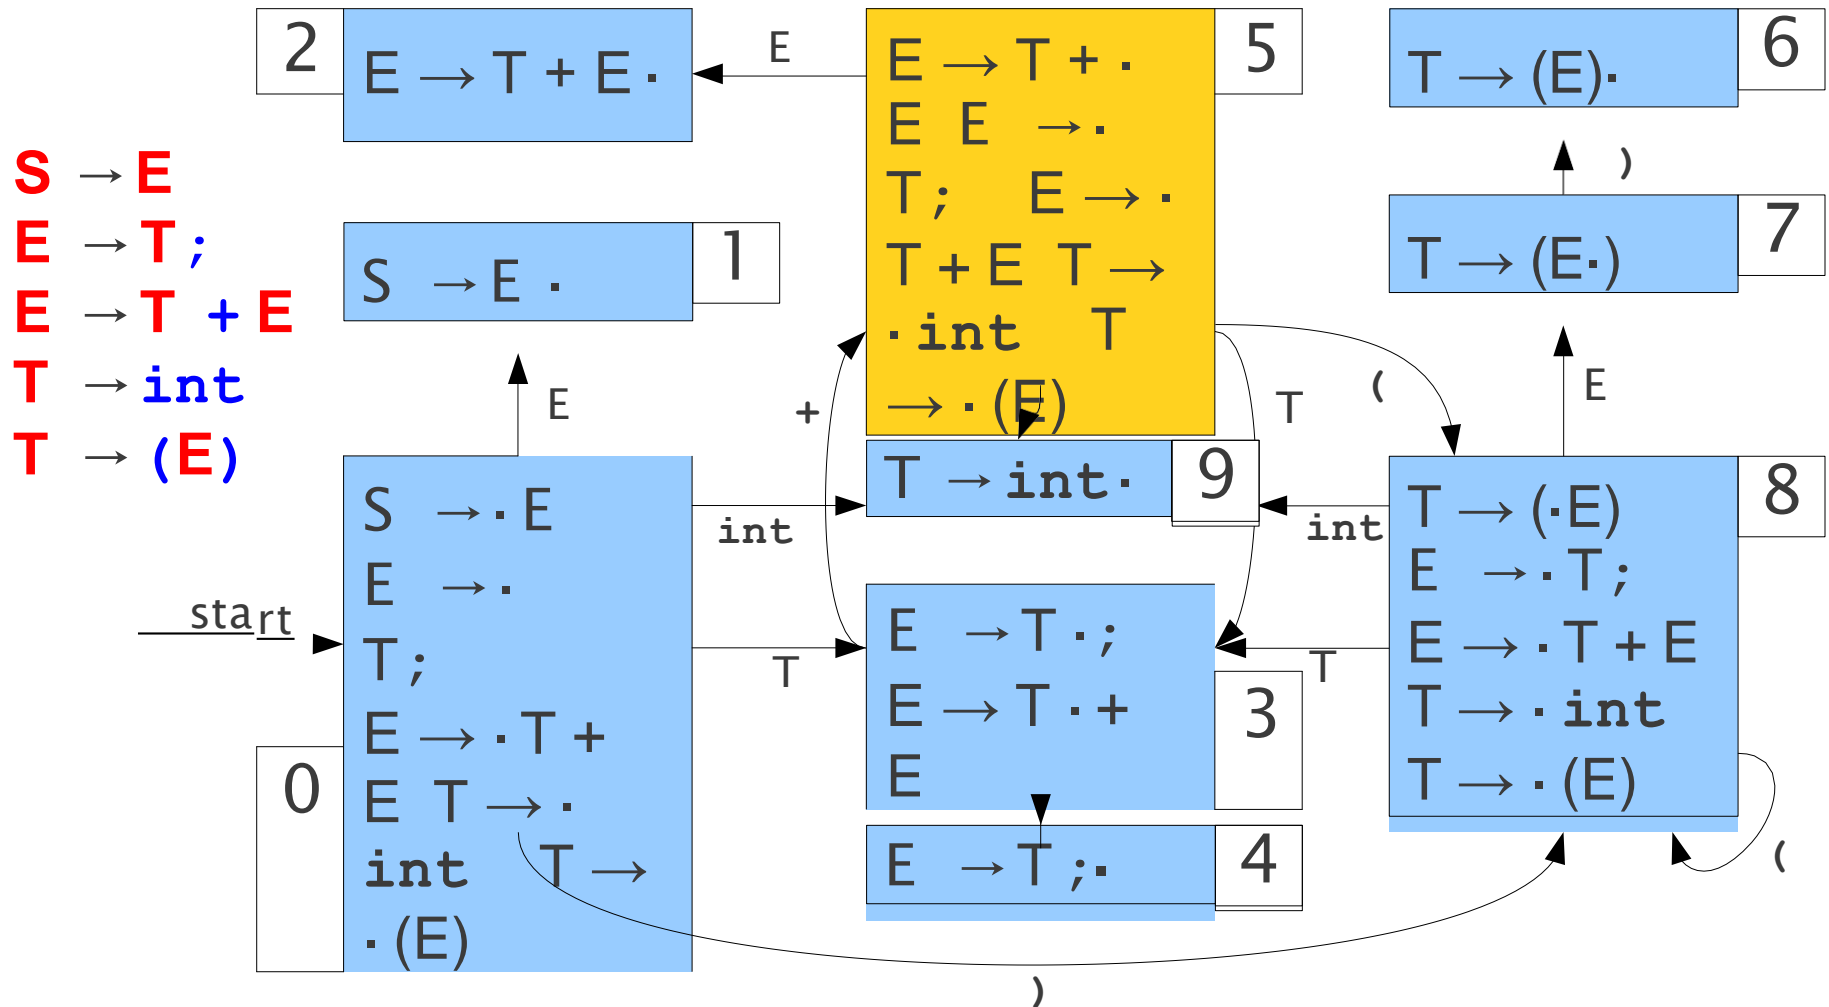 S → E
E → T ;
E → T + E
T → int
T → (E)
2
E → T + E ·
E
E → T + ·
E E → ·
T; E → ·
T + E T →
· int T
→ · (E)
5
T → (E)·
6
)
T → (E·)
7
S → E ·
1
E
+
T
(
E
T → int ·
9
int
int
S → · E
E → ·
T;
E → · T +
E T → ·
int T →
· (E)
0
start
T
E → T · ;
E → T · +
E
3
T
T → (·E)
E → · T;
E → · T + E
T → · int
T → · (E)
8
(
E → T ; ·
4
)